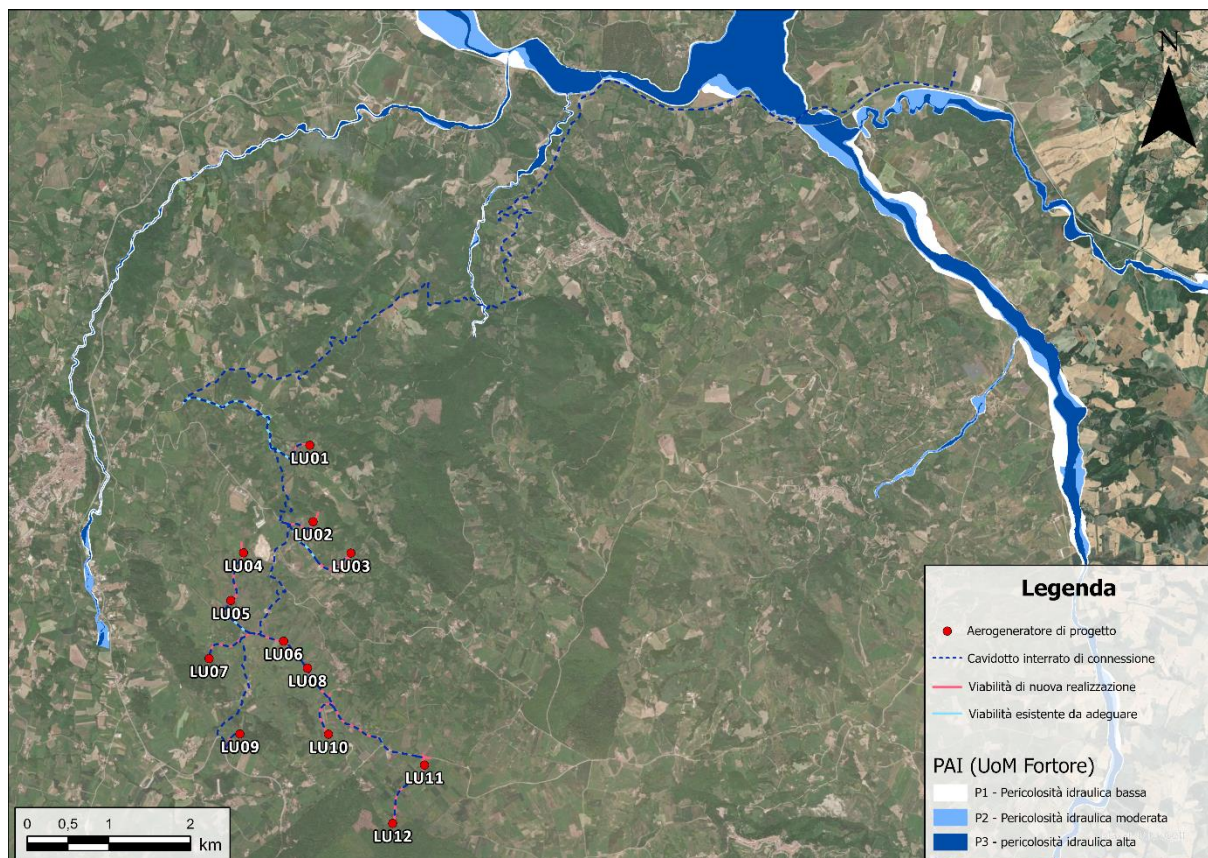 N
LU01
LU02
LU03
LU04
LU05
LU06
LU07
LU08
LU09
LU10
LU11
LU12
0 0,5 1 2
km
Legenda
Aerogeneratore di progetto
Cavidotto interrato di connessione
Viabilità di nuova realizzazione
Viabilità esistente da adeguare
PAI (UoM Fortore)
P1 - Pericolosità idraulica bassa
P2 - Pericolosità idraulica moderata
P3 - pericolosità idraulica alta